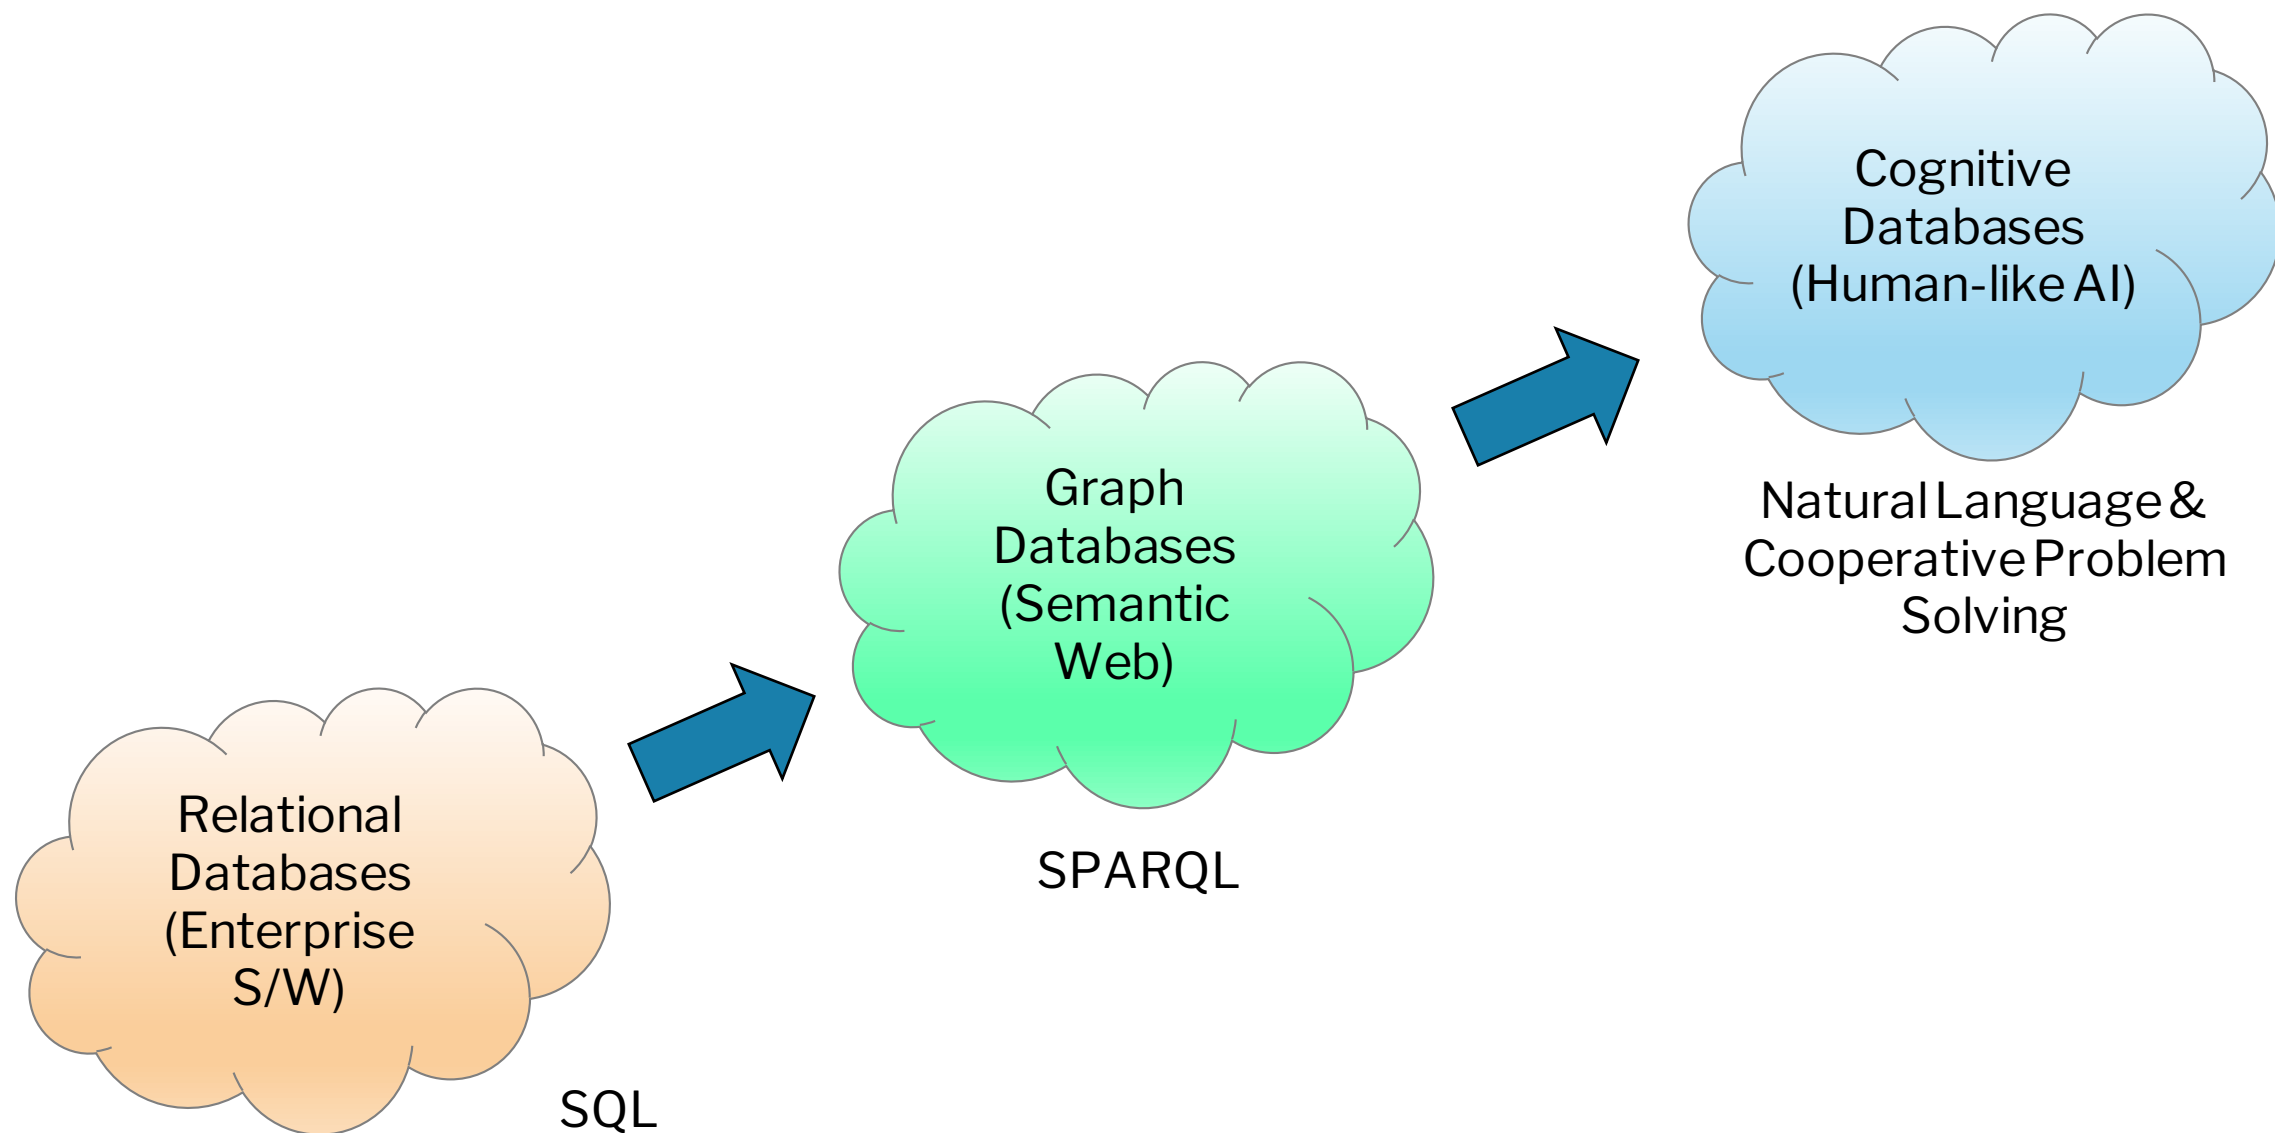 Relational
Databases
(Enterprise
S/W)
SQL
Graph
Databases
(Semantic
Web)
SPARQL
Cognitive
Databases
(Human-like AI)
Natural Language &
Cooperative Problem
Solving